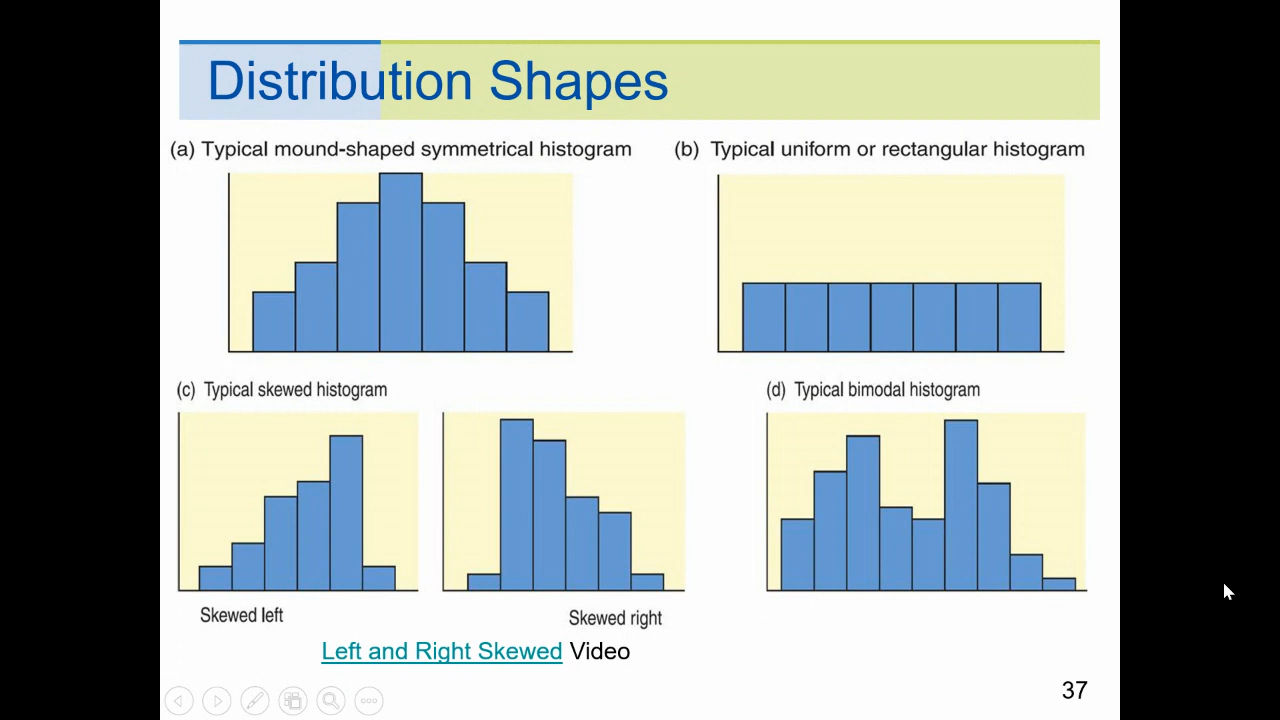 Distribution Shapes
(a) Typical mound-shaped symmetrical histogram
(b) Typical uniform or rectangular histogram
(c) Typical skewed histogram
(d) Typical bimodal histogram
Skewed left
Skewed right
Left and Right Skewed Video
37